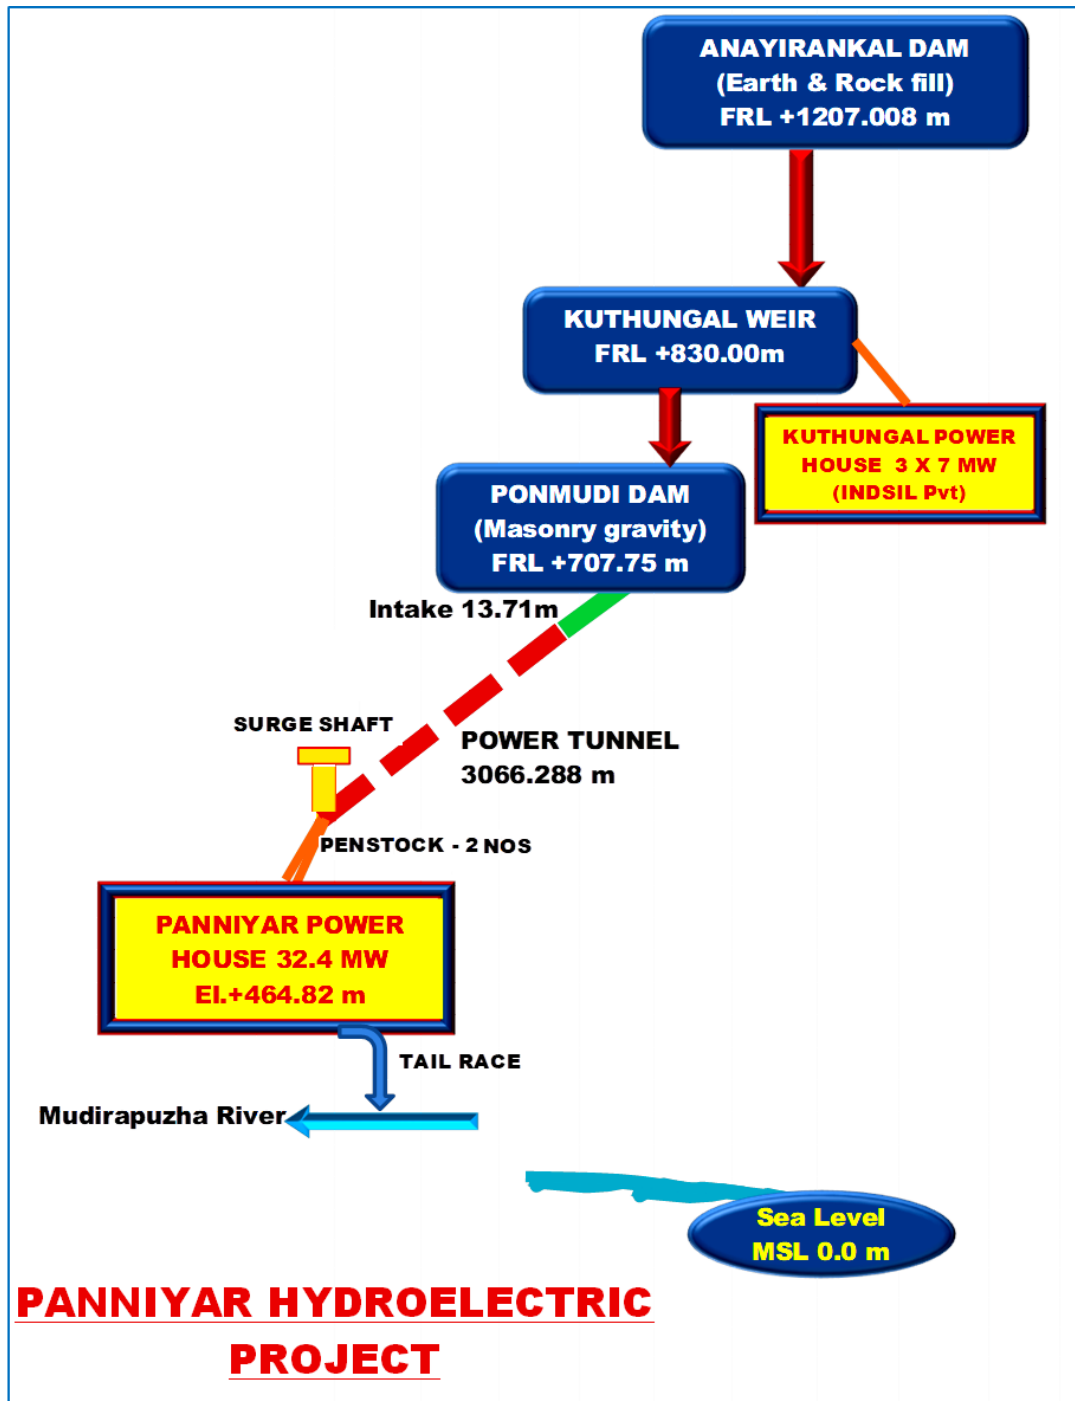 ANAYIRANKAL DAM
(Earth & Rock fill)
FRL +1207.008 m
KUTHUNGAL WEIR
FRL +830.00m
KUTHUNGAL POWER
HOUSE 3 X 7 MW
(INDSIL Pvt)
PONMUDI DAM
(Masonry gravity)
FRL +707.75 m
Intake 13.71m
SURGE SHAFT
POWER TUNNEL
3066.288 m
PENSTOCK - 2 NOS
PANNIYAR POWER
HOUSE 32.4 MW
El.+464.82 m
TAIL RACE
Mudirapuzha River
Sea Level
MSL 0.0 m
PANNIYAR HYDROELECTRIC
PROJECT